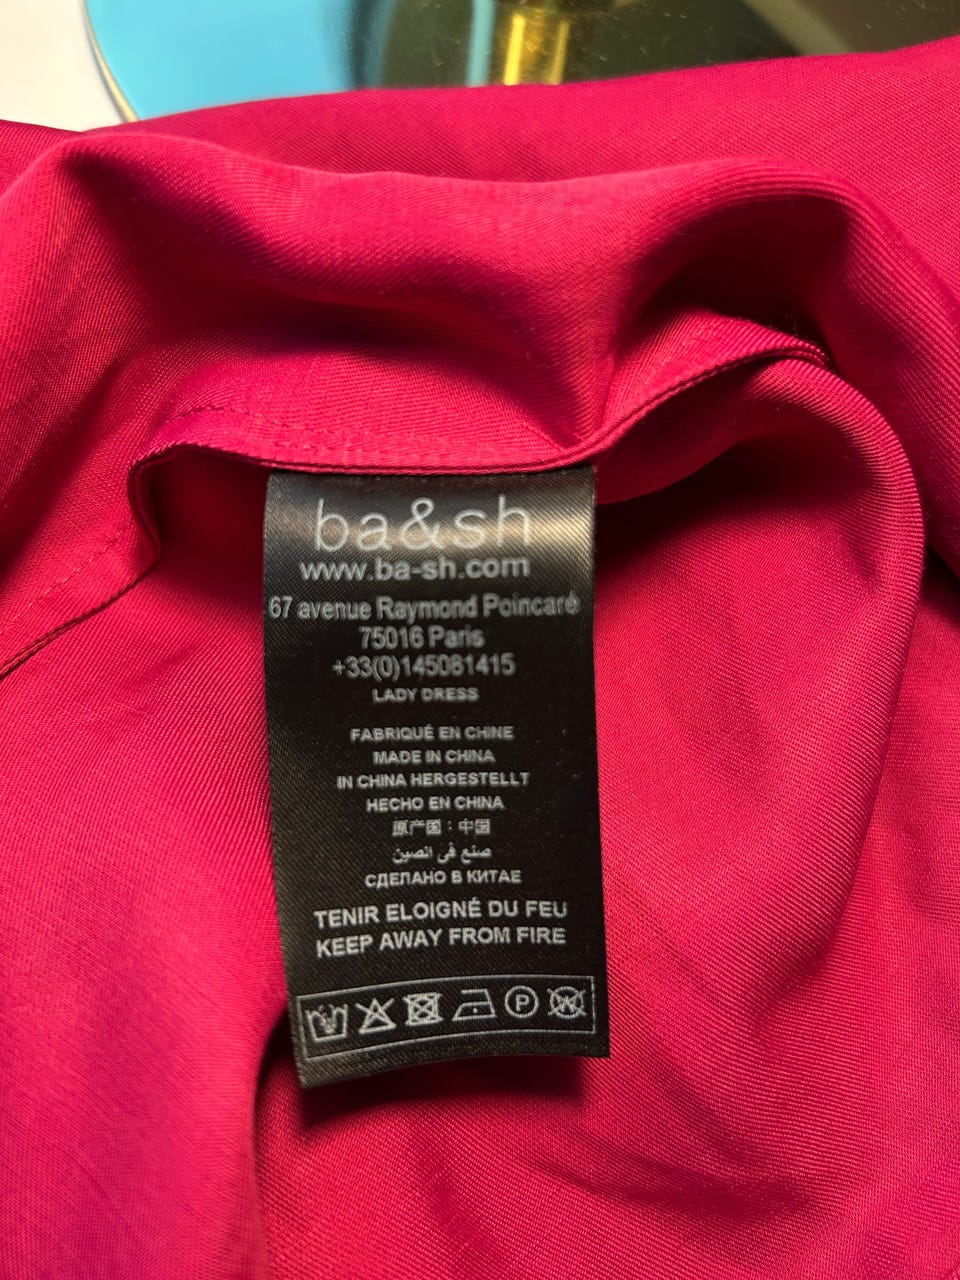 ba&sh
www.ba-sh.com
67 avenue Raymond Poincaré
75016 Paris
+33(0)145081415
LADY DRESS
FABRIQUÉ EN CHINE
MADE IN CHINA
IN CHINA HERGESTELLT
HECHO EN CHINA
原产国：中国
صنع في الصين
СДЕЛАНО В КИТАЕ
TENIR ELOIGNÉ DU FEU
KEEP AWAY FROM FIRE
P
W